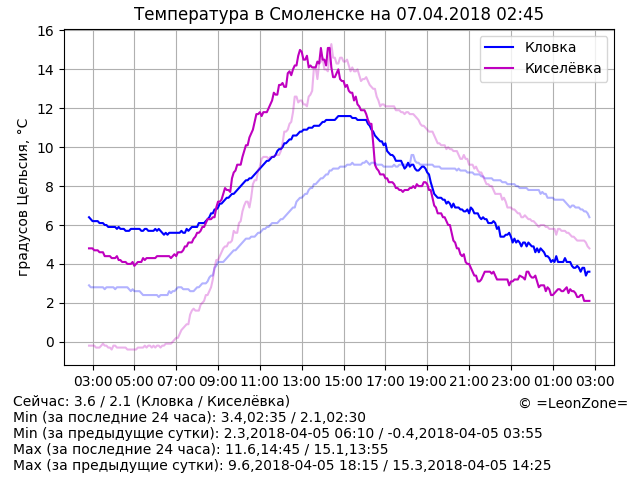 Температура в Смоленске на 07.04.2018 02:45
градусов Цельсия, °C
16
14
12
10
8
6
4
2
0
Кловка
Киселёвка
03:00 05:00 07:00 09:00 11:00 13:00 15:00 17:00 19:00 21:00 23:00 01:00 03:00
Сейчас: 3.6 / 2.1 (Кловка / Киселёвка)
© =LeonZone=
Min (за последние 24 часа): 3.4,02:35 / 2.1,02:30
Min (за предыдущие сутки): 2.3,2018-04-05 06:10 / -0.4,2018-04-05 03:55
Max (за последние 24 часа): 11.6,14:45 / 15.1,13:55
Max (за предыдущие сутки): 9.6,2018-04-05 18:15 / 15.3,2018-04-05 14:25